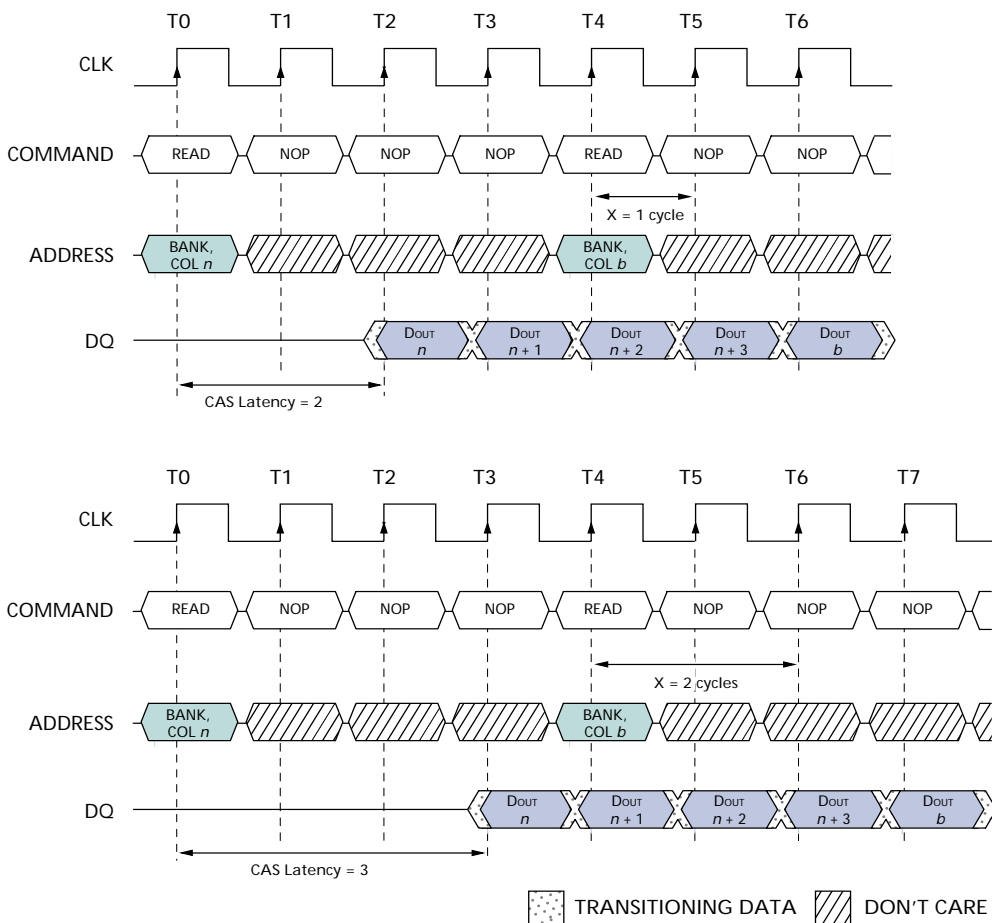 T0 T1 T2 T3 T4 T5 T6
CLK
COMMAND READ NOP NOP NOP READ NOP NOP
X = 1 cycle
ADDRESS BANK, COL n BANK, COL b
DQ DOUT n DOUT n + 1 DOUT n + 2 DOUT n + 3 DOUT b
CAS Latency = 2
T0 T1 T2 T3 T4 T5 T6 T7
CLK
COMMAND READ NOP NOP NOP READ NOP NOP NOP
X = 2 cycles
ADDRESS BANK, COL n BANK, COL b
DQ DOUT n DOUT n + 1 DOUT n + 2 DOUT n + 3 DOUT b
CAS Latency = 3
TRANSITIONING DATA DON'T CARE